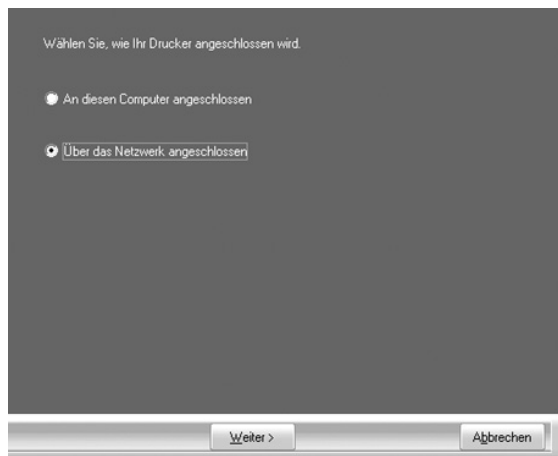 Wählen Sie, wie Ihr Drucker angeschlossen wird.
An diesen Computer angeschlossen
Über das Netzwerk angeschlossen
Weiter >
Abbrechen